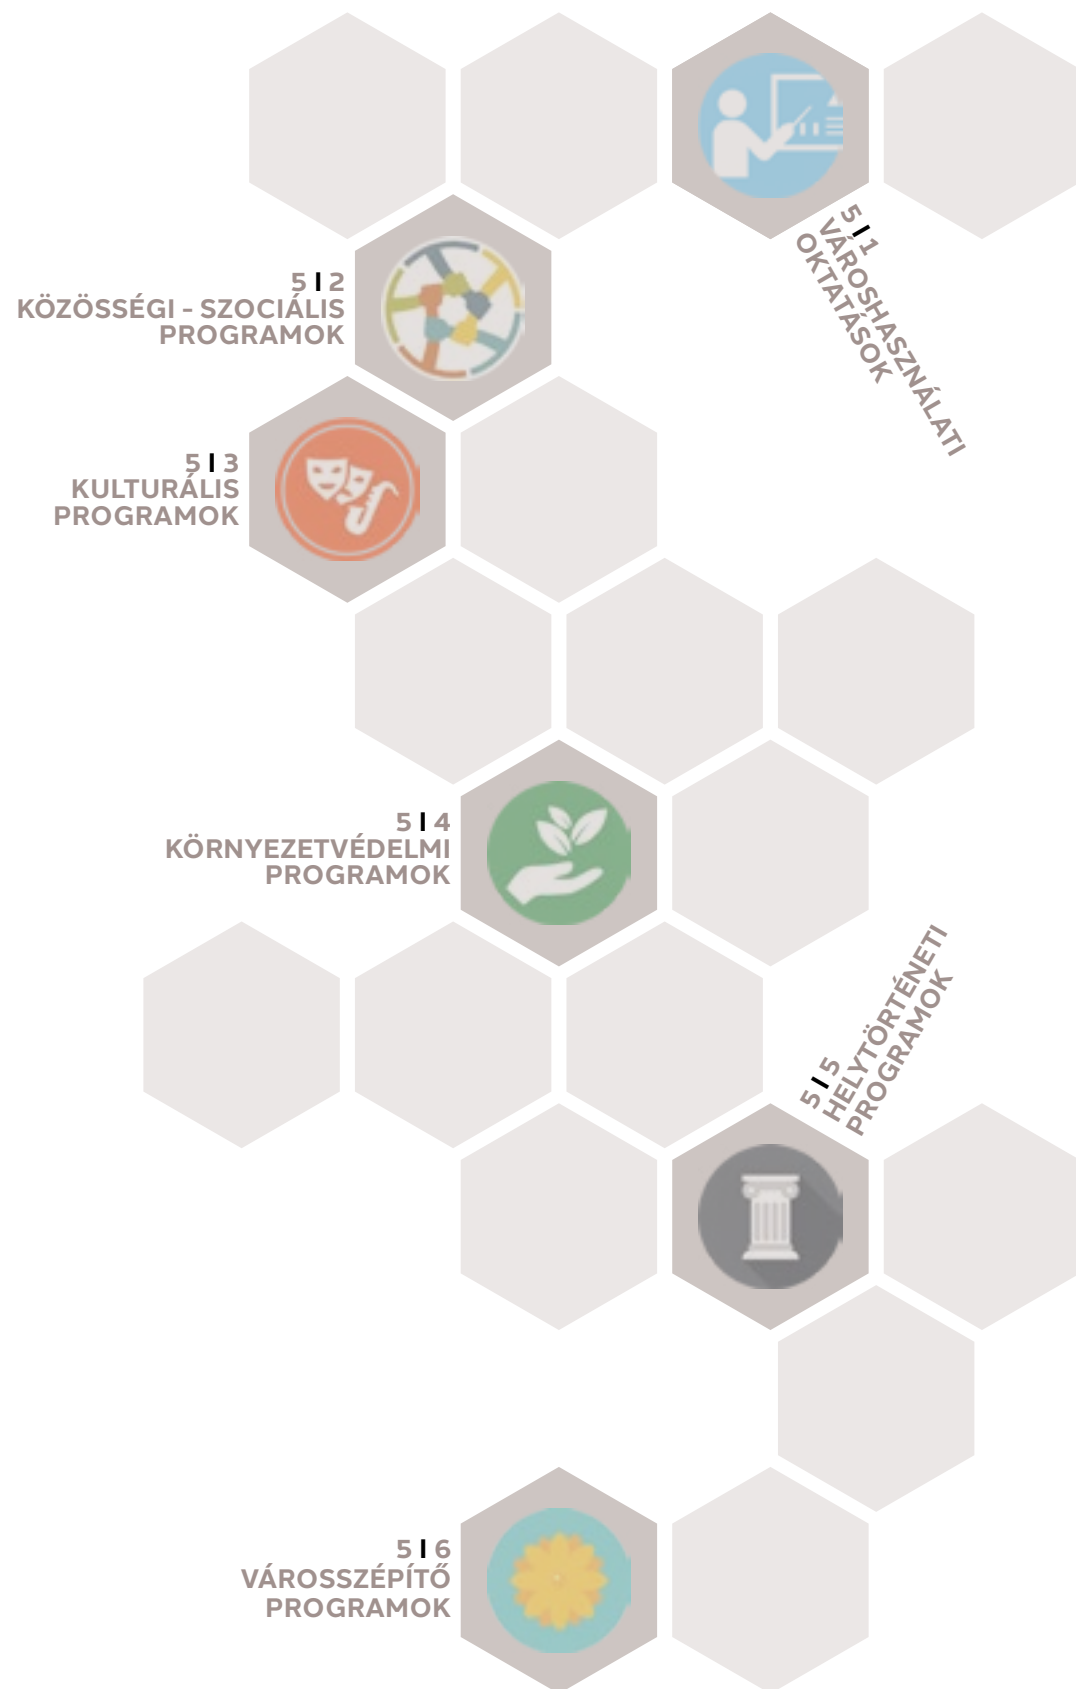 5 I 1
VÁROSHASZNÁLATI
OKTATÁSOK
5 I 2
KÖZÖSSÉGI - SZOCIÁLIS
PROGRAMOK
5 I 3
KULTURÁLIS
PROGRAMOK
5 I 4
KÖRNYEZETVÉDELMI
PROGRAMOK
5 I 5
HELYTÖRTÉNETI
PROGRAMOK
5 I 6
VÁROSSZÉPÍTŐ
PROGRAMOK